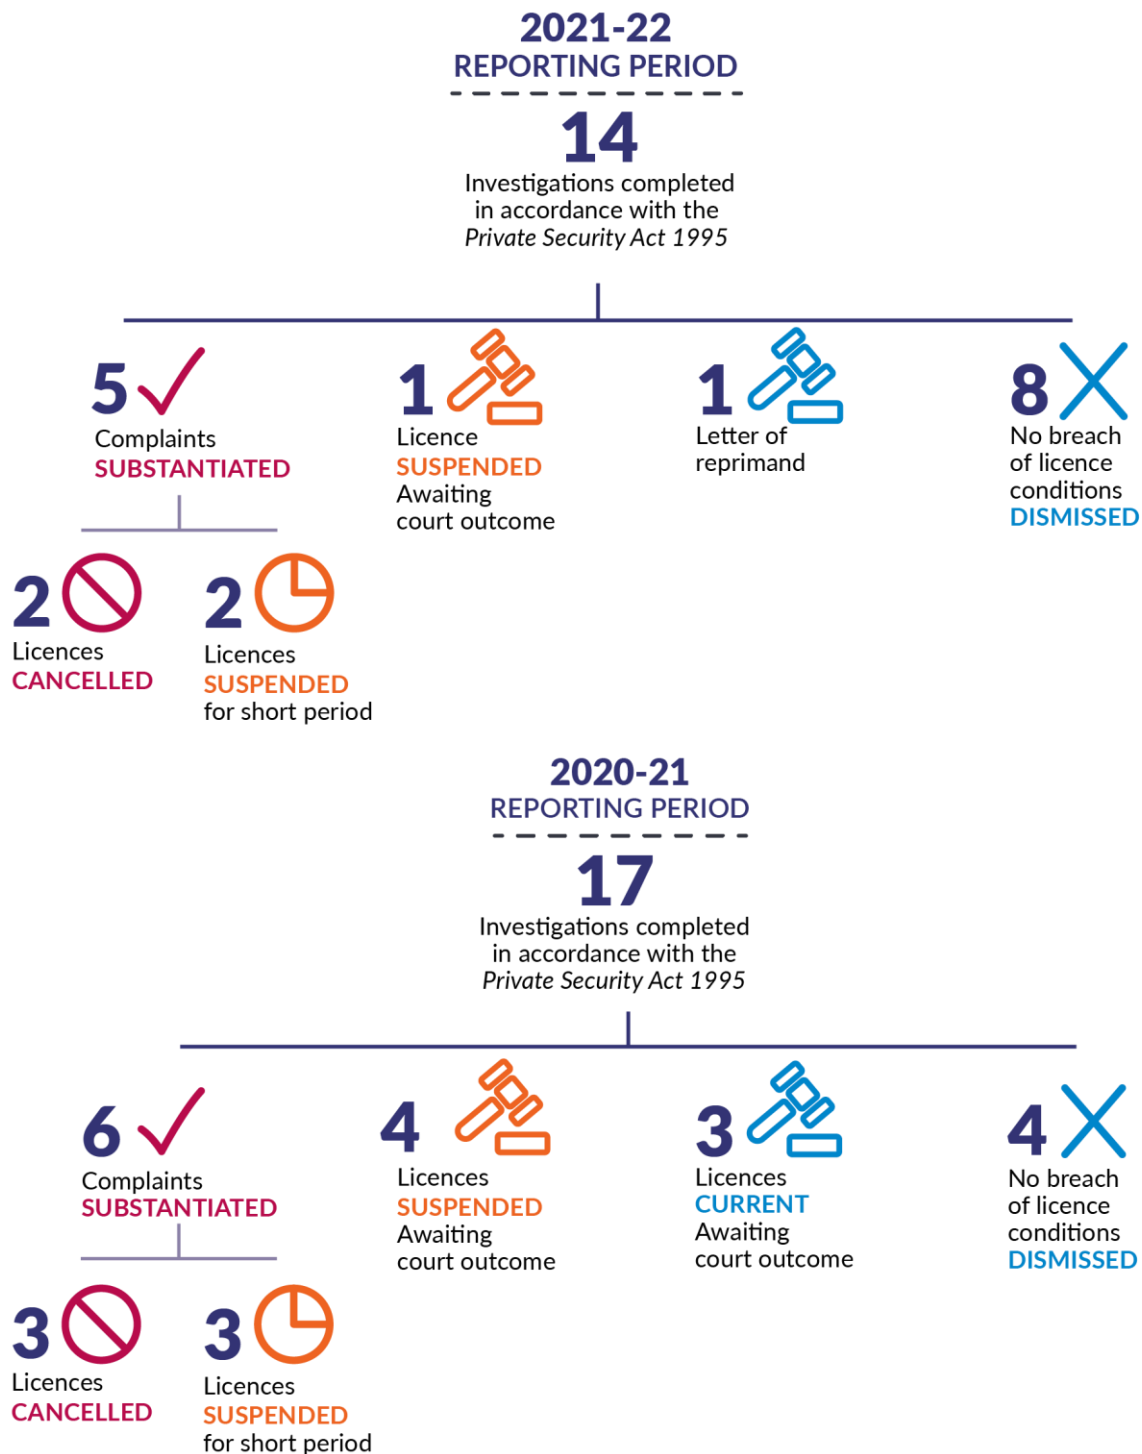 2021-22
REPORTING PERIOD
14
Investigations completed
in accordance with the
Private Security Act 1995
5
Complaints
SUBSTANTIATED
1
Licence
SUSPENDED
Awaiting
court outcome
1
Letter of
reprimand
8
No breach
of licence
conditions
DISMISSED
2
Licences
CANCELLED
2
Licences
SUSPENDED
for short period
2020-21
REPORTING PERIOD
17
Investigations completed
in accordance with the
Private Security Act 1995
6
Complaints
SUBSTANTIATED
4
Licences
SUSPENDED
Awaiting
court outcome
3
Licences
CURRENT
Awaiting
court outcome
4
No breach
of licence
conditions
DISMISSED
3
Licences
CANCELLED
3
Licences
SUSPENDED
for short period